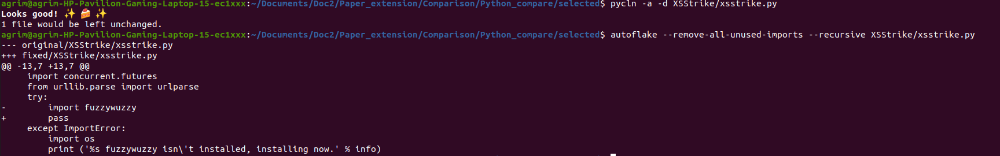 agrim@agrim-HP-Pavilion-Gaming-Laptop-15-ec1xxx:~/Documents/Doc2/Paper_extension/Comparison/Python_compare/selected$ pycln -a -d XSStrike/xsstrike.py
Looks good! ✨ 🍰 ✨
1 file would be left unchanged.
agrim@agrim-HP-Pavilion-Gaming-Laptop-15-ec1xxx:~/Documents/Doc2/Paper_extension/Comparison/Python_compare/selected$ autoflake --remove-all-unused-imports --recursive XSStrike/xsstrike.py
--- original/XSStrike/xsstrike.py
+++ fixed/XSStrike/xsstrike.py
@@ -13,7 +13,7 @@
     import concurrent.futures
     from urllib.parse import urlparse
     try:
-        import fuzzywuzzy
+        pass
     except ImportError:
         import os
         print ('%s fuzzywuzzy isn\'t installed, installing now.' % info)